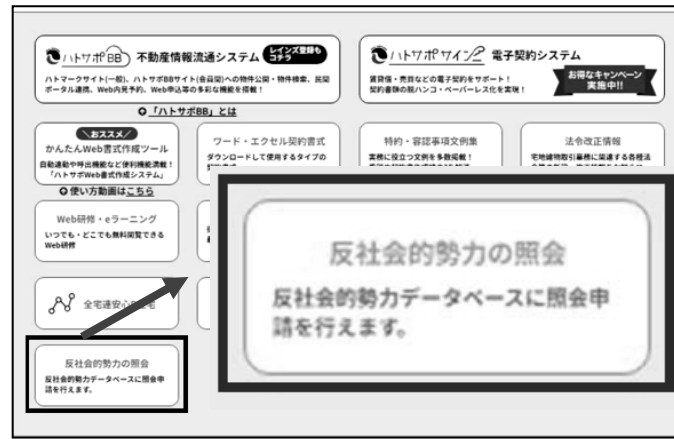 ハトサポBB 不動産情報流通システム レインズ登録もコチラ
ハトマークサイト(一般)、ハトサポBBサイト(会員間)への物件公開・物件検索、民間
ポータル連携、Web内見予約、Web申込等の多彩な機能を搭載！
「ハトサポBB」とは
ハトサポサイン 電子契約システム
賃貸借・売買などの電子契約をサポート！
契約書類の脱ハンコ・ペーパーレス化を実現！
お得なキャンペーン
実施中!!
＼おススメ／
かんたんWeb書式作成ツール
自動連動や呼出機能など便利機能満載！
「ハトサポWeb書式作成システム」
使い方動画はこちら
ワード・エクセル契約書式
ダウンロードして使用するタイプの
特約・容認事項文例集
実務に役立つ文例を多数掲載！
法令改正情報
宅地建物取引業務に関連する各種法
Web研修・eラーニング
いつでも・どこでも無料閲覧できる
Web研修
全宅連安心
反社会的勢力の照会
反社会的勢力データベースに照会申
請を行えます。
反社会的勢力の照会
反社会的勢力データベースに照会申
請を行えます。